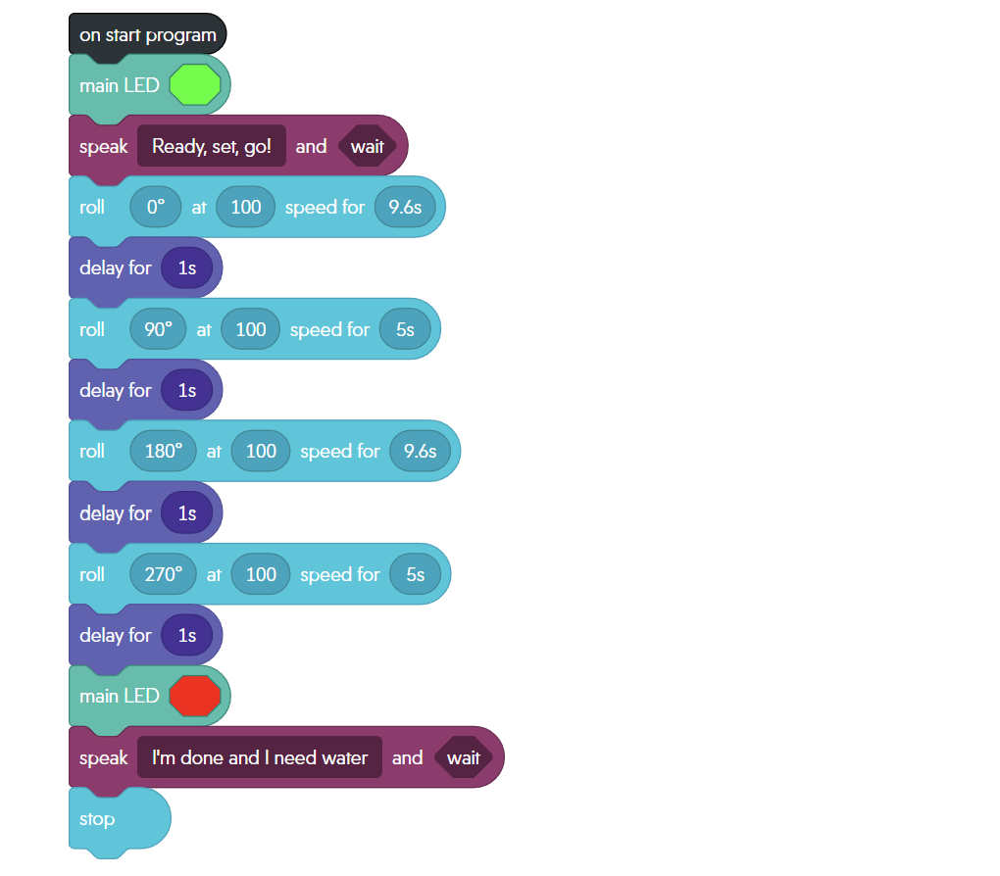 on start program
main LED
speak Ready, set, go! and wait
roll 0° at 100 speed for 9.6s
delay for 1s
roll 90° at 100 speed for 5s
delay for 1s
roll 180° at 100 speed for 9.6s
delay for 1s
roll 270° at 100 speed for 5s
delay for 1s
main LED
speak I'm done and I need water and wait
stop